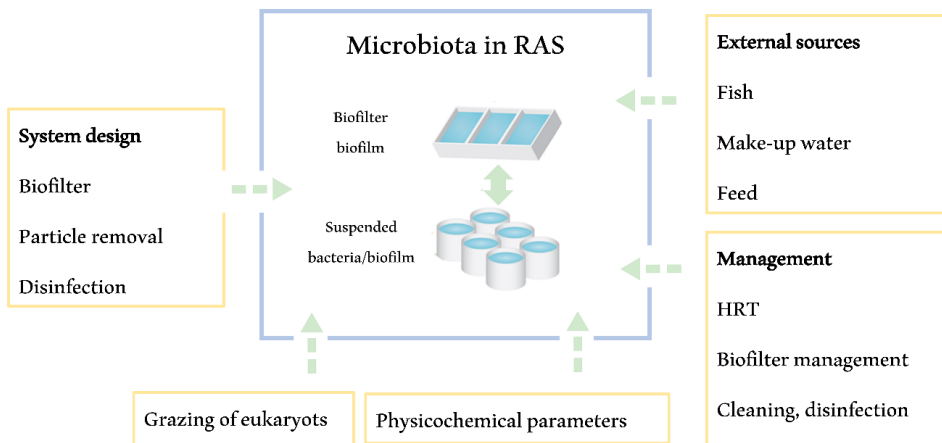 Microbiota in RAS
Biofilter
biofilm
Suspended
bacteria/biofilm
System design
Biofilter
Particle removal
Disinfection
External sources
Fish
Make-up water
Feed
Management
HRT
Biofilter management
Cleaning, disinfection
Grazing of eukaryots
Physicochemical parameters